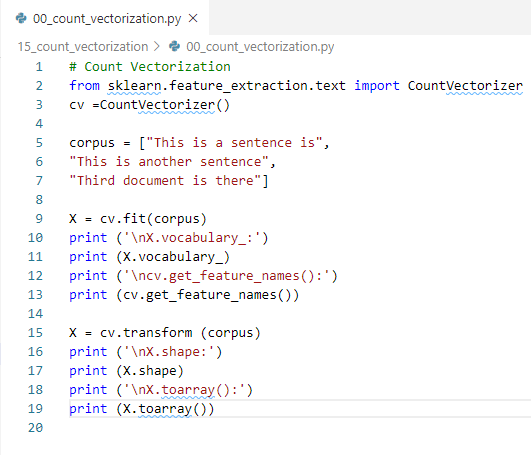 00_count_vectorization.py ×
15_count_vectorization > 00_count_vectorization.py
1 # Count Vectorization
2 from sklearn.feature_extraction.text import CountVectorizer
3 cv =CountVectorizer()
4
5 corpus = ["This is a sentence is",
6 "This is another sentence",
7 "Third document is there"]
8
9 X = cv.fit(corpus)
10 print ('\nX.vocabulary_:')
11 print (X.vocabulary_)
12 print ('\ncv.get_feature_names():')
13 print (cv.get_feature_names())
14
15 X = cv.transform (corpus)
16 print ('\nX.shape:')
17 print (X.shape)
18 print ('\nX.toarray():')
19 print (X.toarray())
20